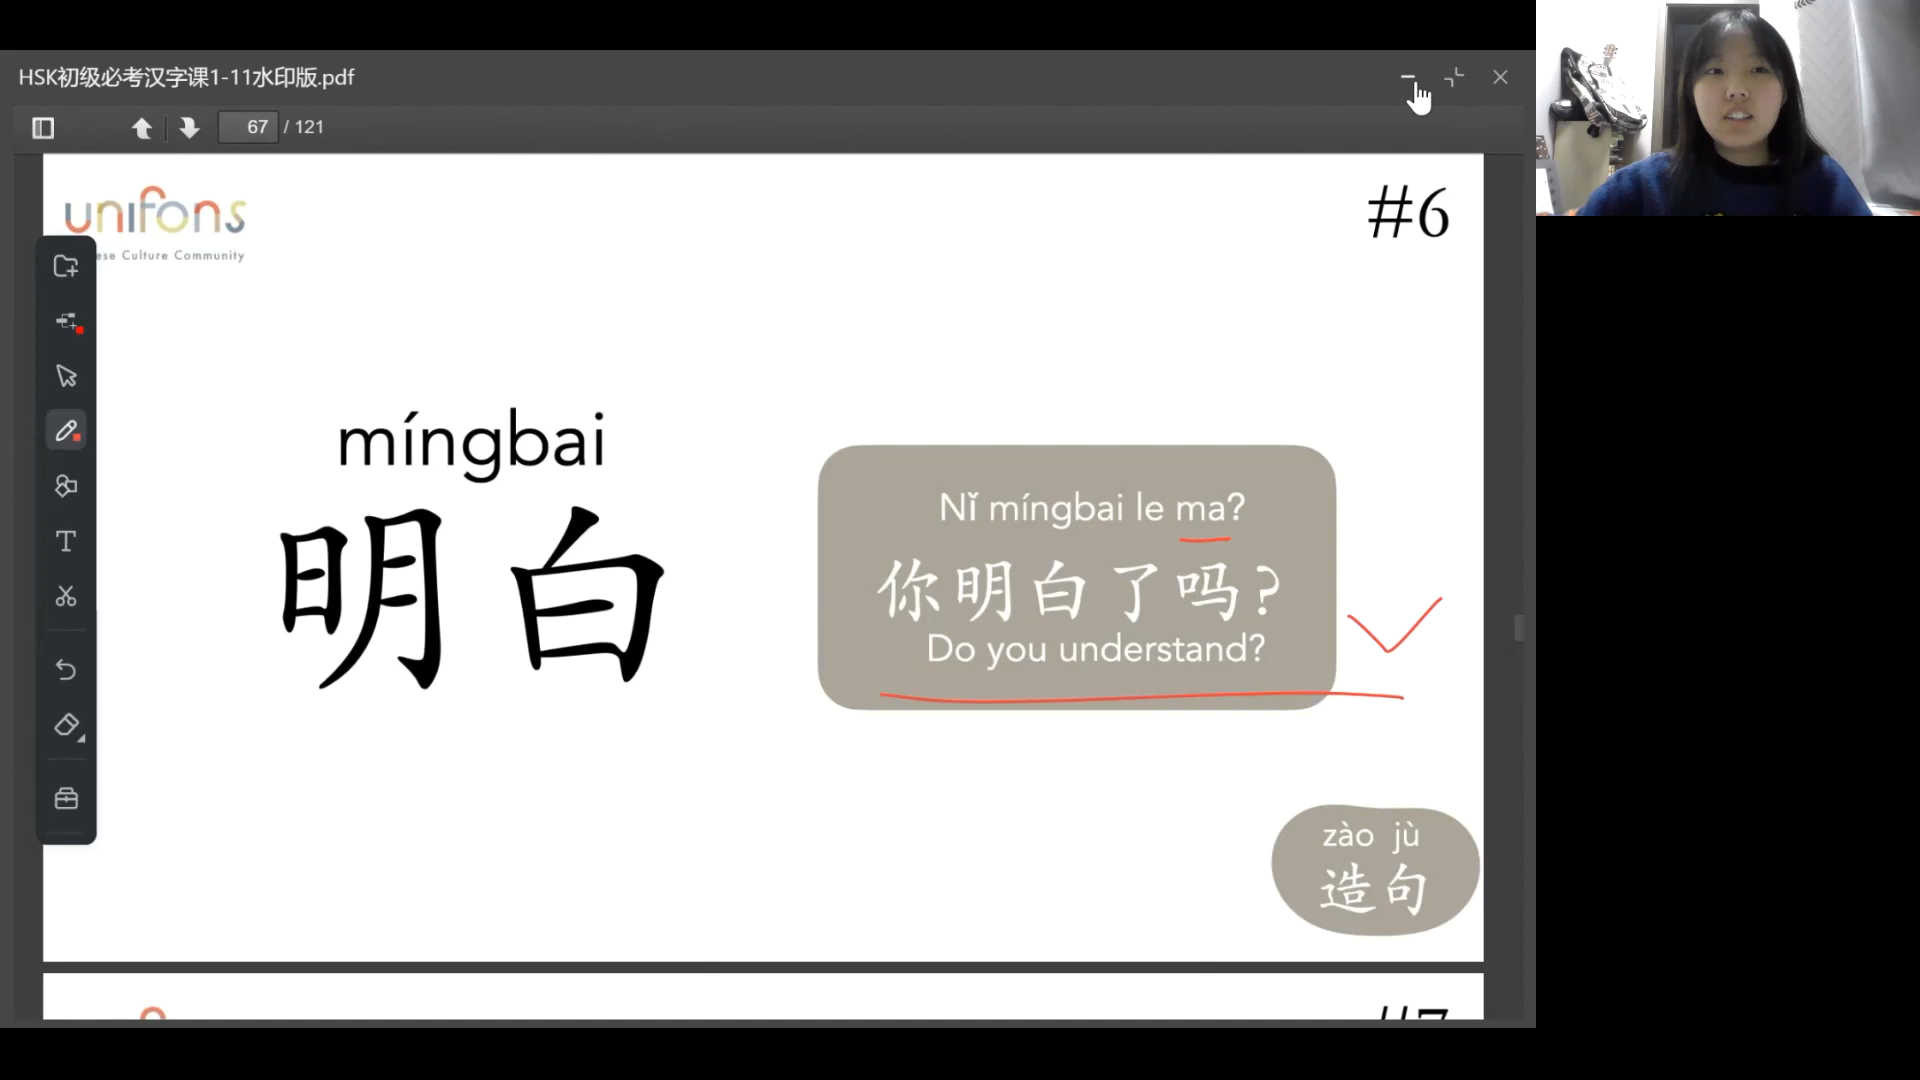 HSK初级必考汉字课1-11水印版.pdf
67 / 121
unifons
ese Culture Community
#6
míngbai
明白
Nǐ míngbai le ma?
你明白了吗?
Do you understand?
zào jù
造句
#7